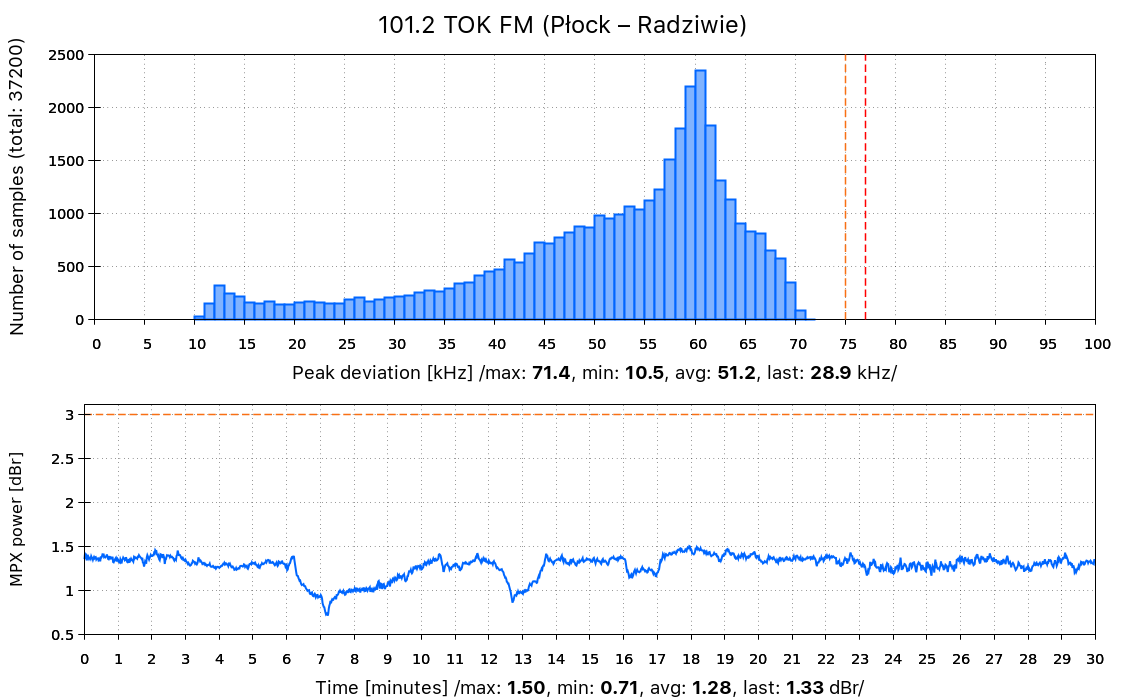 101.2 TOK FM (Płock – Radziwie)
Number of samples (total: 37200)
2500
2000
1500
1000
500
0
0 5 10 15 20 25 30 35 40 45 50 55 60 65 70 75 80 85 90 95 100
Peak deviation [kHz] /max: 71.4, min: 10.5, avg: 51.2, last: 28.9 kHz/
MPX power [dBr]
3
2.5
2
1.5
1
0.5
0 1 2 3 4 5 6 7 8 9 10 11 12 13 14 15 16 17 18 19 20 21 22 23 24 25 26 27 28 29 30
Time [minutes] /max: 1.50, min: 0.71, avg: 1.28, last: 1.33 dBr/